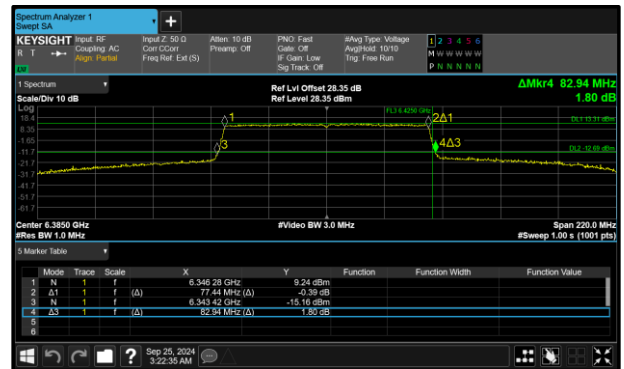 Spectrum Analyzer 1
Swept SA
+
KEYSIGHT Input: RF Input Z: 50 Ω Atten: 10 dB PNO: Fast #Avg Type: Voltage 1 2 3 4 5 6
R T Coupling: AC Corr CCorr Preamp: Off Gate: Off Avg|Hold: 10/10 M W W W W W
Align: Partial Freq Ref: Ext (S) IF Gain: Low Trig: Free Run
Sig Track: Off P N N N N N
1 Spectrum Ref Lvl Offset 28.35 dB ΔMkr4 82.94 MHz
Scale/Div 10 dB Ref Level 28.35 dBm 1.80 dB
Log
18.4 1 FL3 6.4250 GHz 2Δ1 DL1 13.31 dBm
8.35
-1.65 3 4Δ3
-11.7 DL2 -12.69 dBm
-21.7
-31.7
-41.7
-51.7
-61.7
Center 6.3850 GHz #Video BW 3.0 MHz Span 220.0 MHz
#Res BW 1.0 MHz #Sweep 1.00 s (1001 pts)
5 Marker Table
Mode Trace Scale X Y Function Function Width Function Value
1 N 1 f 6.346 28 GHz 9.24 dBm
2 Δ1 1 f (Δ) 77.44 MHz (Δ) -0.39 dB
3 N 1 f 6.343 42 GHz -15.16 dBm
4 Δ3 1 f (Δ) 82.94 MHz (Δ) 1.80 dB
5
6
? Sep 25, 2024
3:22:35 AM